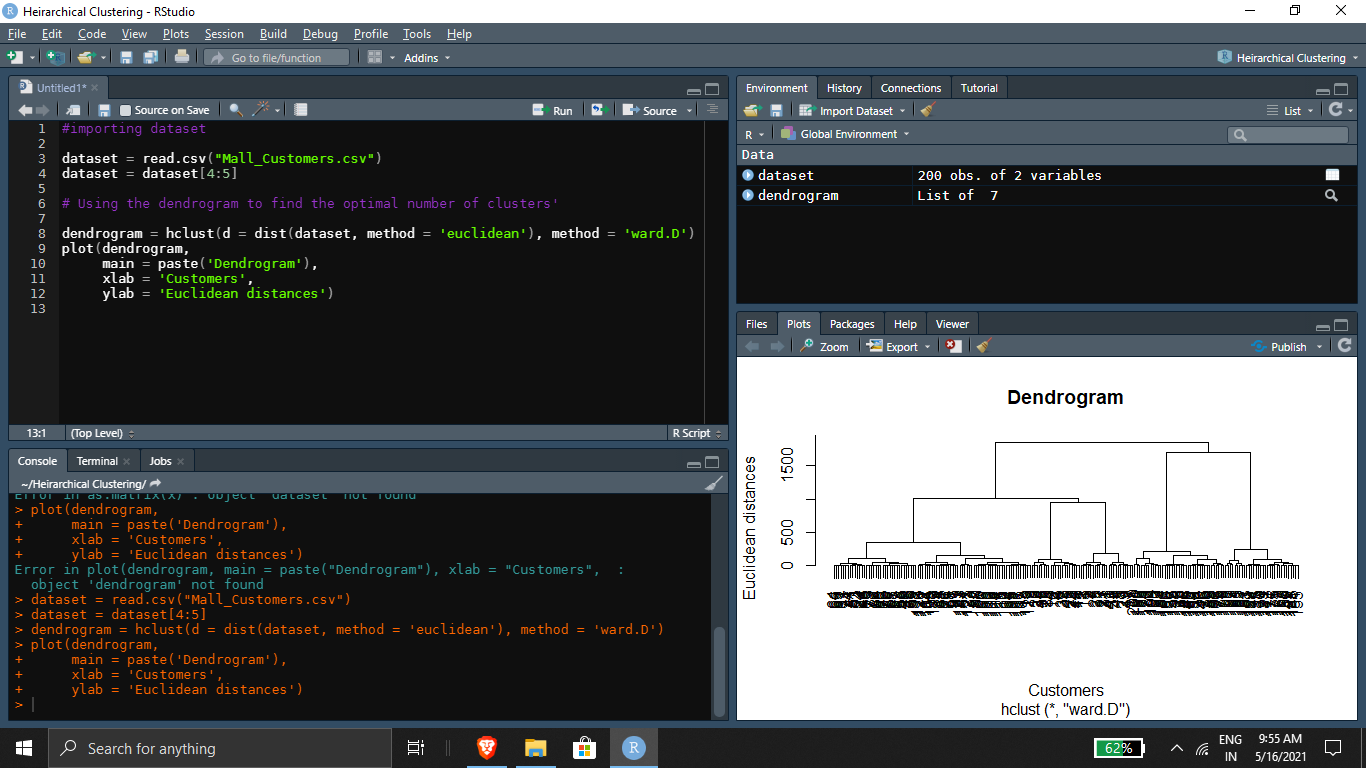 Heirarchical Clustering - RStudio
File Edit Code View Plots Session Build Debug Profile Tools Help
Go to file/function Addins Heirarchical Clustering
Untitled1*
Source on Save Run Source
1 #importing dataset
2
3 dataset = read.csv("Mall_Customers.csv")
4 dataset = dataset[4:5]
5
6 # Using the dendrogram to find the optimal number of clusters'
7
8 dendrogram = hclust(d = dist(dataset, method = 'euclidean'), method = 'ward.D')
9 plot(dendrogram,
10 main = paste('Dendrogram'),
11 xlab = 'Customers',
12 ylab = 'Euclidean distances')
13
13:1 (Top Level) R Script
Console Terminal Jobs
~/Heirarchical Clustering/
Error in as.matrix(x) : object 'dataset' not found
> plot(dendrogram,
+ main = paste('Dendrogram'),
+ xlab = 'Customers',
+ ylab = 'Euclidean distances')
Error in plot(dendrogram, main = paste("Dendrogram"), xlab = "Customers", :
object 'dendrogram' not found
> dataset = read.csv("Mall_Customers.csv")
> dataset = dataset[4:5]
> dendrogram = hclust(d = dist(dataset, method = 'euclidean'), method = 'ward.D')
> plot(dendrogram,
+ main = paste('Dendrogram'),
+ xlab = 'Customers',
+ ylab = 'Euclidean distances')
>
Environment History Connections Tutorial
Import Dataset List
R Global Environment
Data
dataset 200 obs. of 2 variables
dendrogram List of 7
Files Plots Packages Help Viewer
Zoom Export Publish
Dendrogram
Euclidean distances
1500
500
0
Customers
hclust (*, "ward.D")
Search for anything
62%
ENG
IN
9:55 AM
5/16/2021